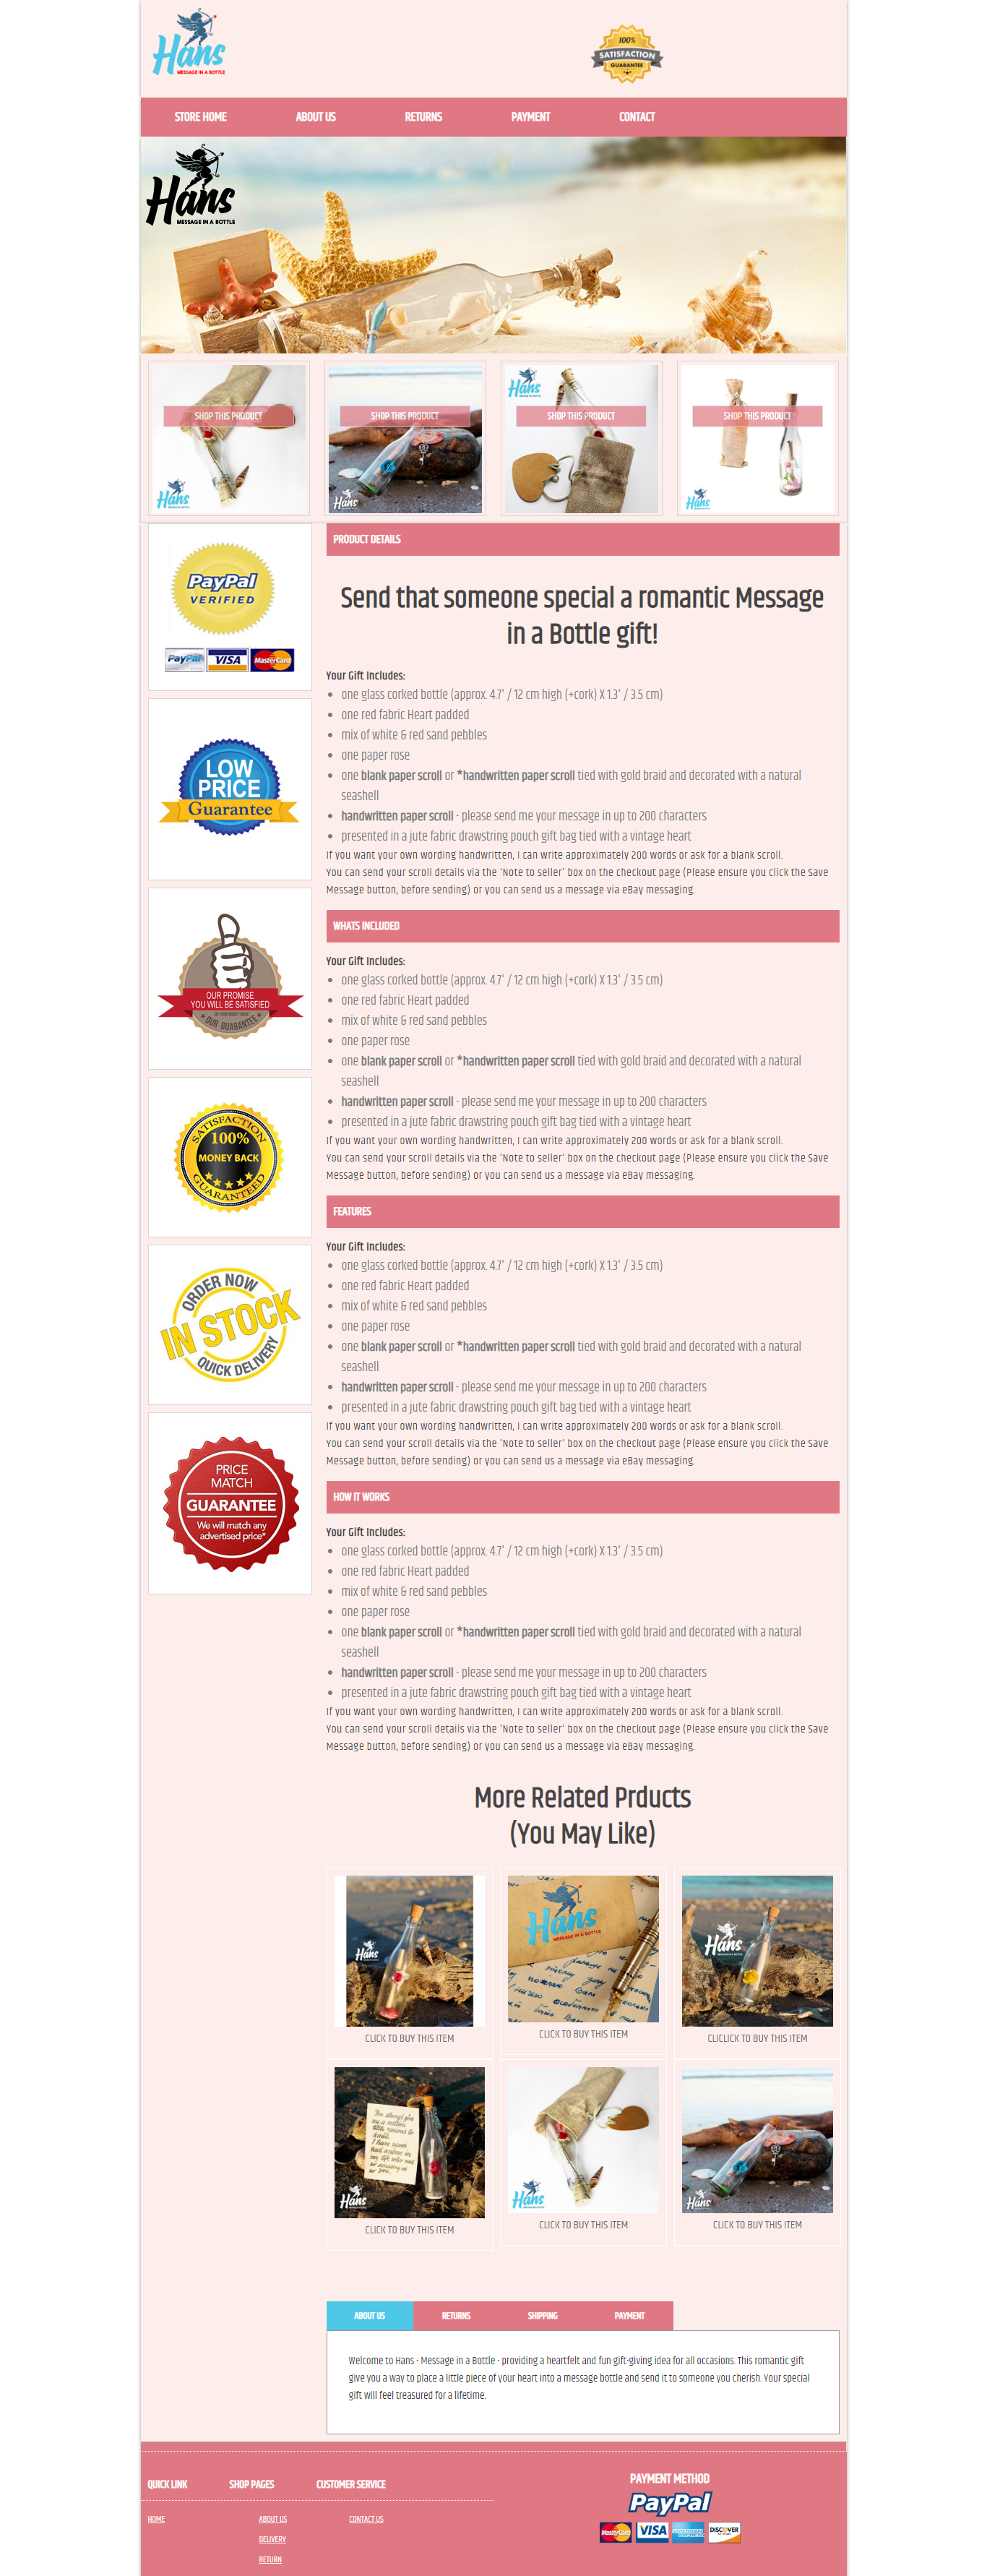 Hans
MESSAGE IN A BOTTLE
100%
SATISFACTION
GUARANTEE
STORE HOME
ABOUT US
RETURNS
PAYMENT
CONTACT
Hans
MESSAGE IN A BOTTLE
SHOP THIS PRODUCT
SHOP THIS PRODUCT
SHOP THIS PRODUCT
SHOP THIS PRODUCT
Hans
Hans
Hans
Hans
PayPal
VERIFIED
PayPal
VISA
MasterCard
LOW
PRICE
Guarantee
OUR PROMISE
YOU WILL BE SATISFIED
OR YOUR MONEY BACK
OUR GUARANTEE
SATISFACTION
100%
MONEY BACK
GUARANTEED
ORDER NOW
IN STOCK
QUICK DELIVERY
PRICE
MATCH
GUARANTEE
We will match any
advertised price*
PRODUCT DETAILS
Send that someone special a romantic Message
in a Bottle gift!
Your Gift Includes:
one glass corked bottle (approx. 4.7' / 12 cm high (+cork) X 1.3' / 3.5 cm)
one red fabric Heart padded
mix of white & red sand pebbles
one paper rose
one blank paper scroll or *handwritten paper scroll tied with gold braid and decorated with a natural
seashell
handwritten paper scroll - please send me your message in up to 200 characters
presented in a jute fabric drawstring pouch gift bag tied with a vintage heart
If you want your own wording handwritten, I can write approximately 200 words or ask for a blank scroll.
You can send your scroll details via the 'Note to seller' box on the checkout page (Please ensure you click the Save
Message button, before sending) or you can send us a message via eBay messaging.
WHATS INCLUDED
Your Gift Includes:
one glass corked bottle (approx. 4.7' / 12 cm high (+cork) X 1.3' / 3.5 cm)
one red fabric Heart padded
mix of white & red sand pebbles
one paper rose
one blank paper scroll or *handwritten paper scroll tied with gold braid and decorated with a natural
seashell
handwritten paper scroll - please send me your message in up to 200 characters
presented in a jute fabric drawstring pouch gift bag tied with a vintage heart
If you want your own wording handwritten, I can write approximately 200 words or ask for a blank scroll.
You can send your scroll details via the 'Note to seller' box on the checkout page (Please ensure you click the Save
Message button, before sending) or you can send us a message via eBay messaging.
FEATURES
Your Gift Includes:
one glass corked bottle (approx. 4.7' / 12 cm high (+cork) X 1.3' / 3.5 cm)
one red fabric Heart padded
mix of white & red sand pebbles
one paper rose
one blank paper scroll or *handwritten paper scroll tied with gold braid and decorated with a natural
seashell
handwritten paper scroll - please send me your message in up to 200 characters
presented in a jute fabric drawstring pouch gift bag tied with a vintage heart
If you want your own wording handwritten, I can write approximately 200 words or ask for a blank scroll.
You can send your scroll details via the 'Note to seller' box on the checkout page (Please ensure you click the Save
Message button, before sending) or you can send us a message via eBay messaging.
HOW IT WORKS
Your Gift Includes:
one glass corked bottle (approx. 4.7' / 12 cm high (+cork) X 1.3' / 3.5 cm)
one red fabric Heart padded
mix of white & red sand pebbles
one paper rose
one blank paper scroll or *handwritten paper scroll tied with gold braid and decorated with a natural
seashell
handwritten paper scroll - please send me your message in up to 200 characters
presented in a jute fabric drawstring pouch gift bag tied with a vintage heart
If you want your own wording handwritten, I can write approximately 200 words or ask for a blank scroll.
You can send your scroll details via the 'Note to seller' box on the checkout page (Please ensure you click the Save
Message button, before sending) or you can send us a message via eBay messaging.
More Related Prducts
(You May Like)
Hans
Hans
MESSAGE IN A BOTTLE
Hans
CLICK TO BUY THIS ITEM
CLICK TO BUY THIS ITEM
CLICLICK TO BUY THIS ITEM
Hans
Hans
Hans
CLICK TO BUY THIS ITEM
CLICK TO BUY THIS ITEM
CLICK TO BUY THIS ITEM
ABOUT US
RETURNS
SHIPPING
PAYMENT
Welcome to Hans - Message in a Bottle - providing a heartfelt and fun gift-giving idea for all occasions. This romantic gift
give you a way to place a little piece of your heart into a message bottle and send it to someone you cherish. Your special
gift will feel treasured for a lifetime.
QUICK LINK
SHOP PAGES
CUSTOMER SERVICE
HOME
ABOUT US
CONTACT US
DELIVERY
RETURN
PAYMENT METHOD
PayPal
MasterCard
VISA
AMERICAN EXPRESS
DISCOVER